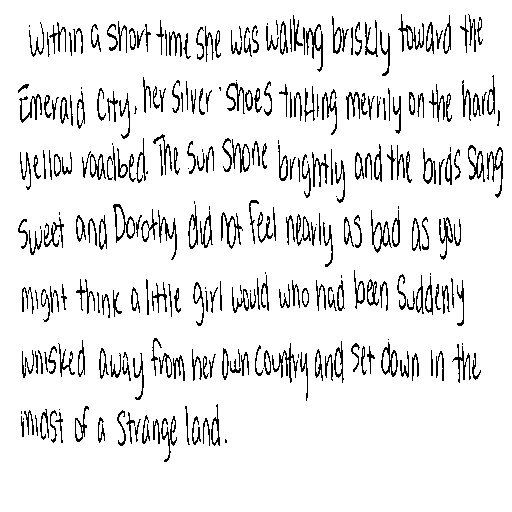 Within a short time she was walking briskly toward the
Emerald City, her Silver Shoes tinkling merrily on the hard,
yellow roadbed. The Sun Shone brightly and the birds Sang
Sweet and Dorothy did not feel nearly as bad as you
might think a little girl would who had been Suddenly
whisked away from her own country and set down in the
midst of a strange land.